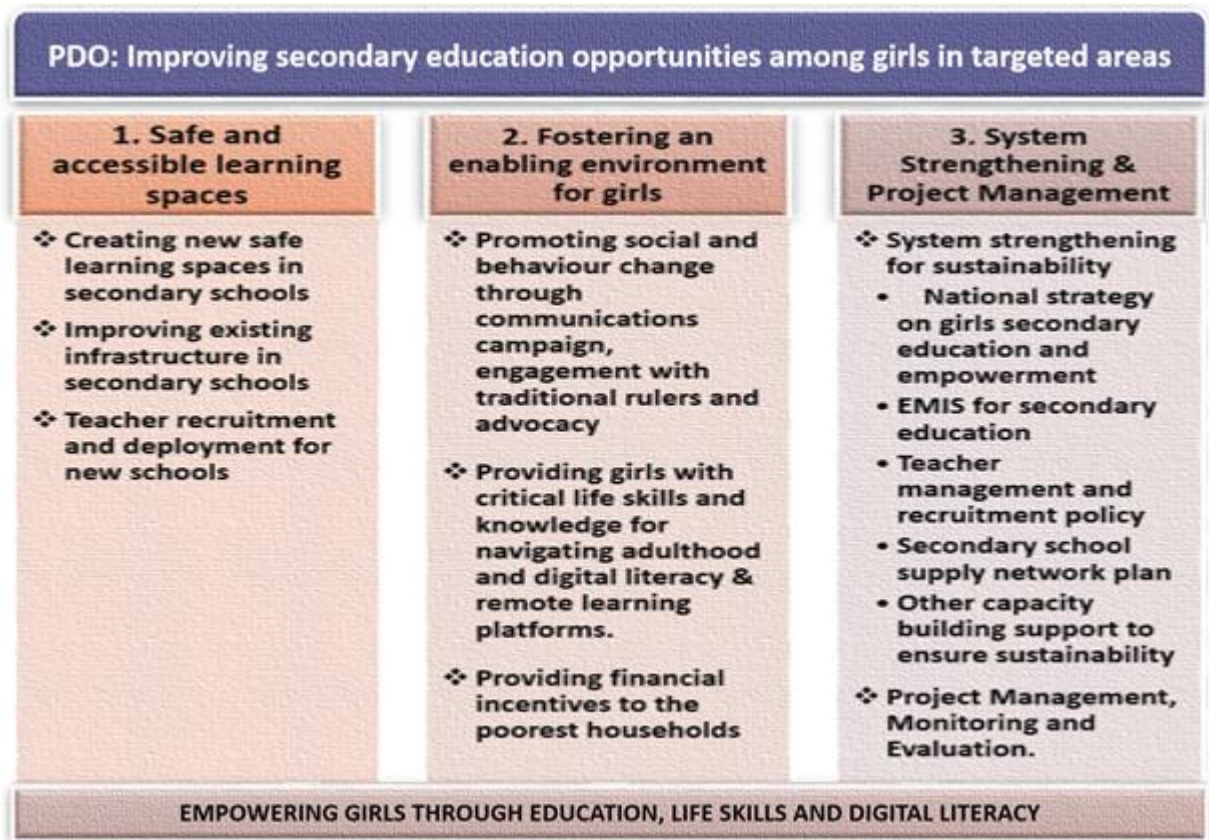 PDO: Improving secondary education opportunities among girls in targeted areas
1. Safe and
accessible learning
spaces
❖ Creating new safe
learning spaces in
secondary schools
❖ Improving existing
infrastructure in
secondary schools
❖ Teacher recruitment
and deployment for
new schools
2. Fostering an
enabling environment
for girls
❖ Promoting social and
behaviour change
through
communications
campaign,
engagement with
traditional rulers and
advocacy
❖ Providing girls with
critical life skills and
knowledge for
navigating adulthood
and digital literacy &
remote learning
platforms.
❖ Providing financial
incentives to the
poorest households
3. System
Strengthening &
Project Management
❖ System strengthening
for sustainability
• National strategy
on girls secondary
education and
empowerment
• EMIS for secondary
education
• Teacher
management and
recruitment policy
• Secondary school
supply network plan
• Other capacity
building support to
ensure sustainability
❖ Project Management,
Monitoring and
Evaluation.
EMPOWERING GIRLS THROUGH EDUCATION, LIFE SKILLS AND DIGITAL LITERACY